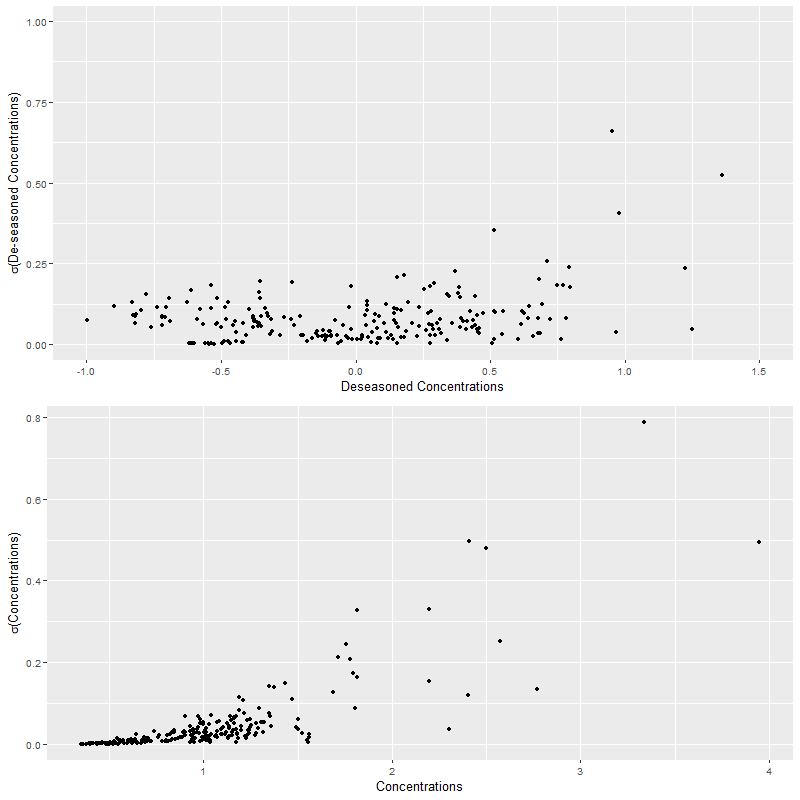 σ(De-seasoned Concentrations)
1.00
0.75
0.50
0.25
0.00
-1.0 -0.5 0.0 0.5 1.0 1.5
Deseasoned Concentrations
σ(Concentrations)
0.8
0.6
0.4
0.2
0.0
1 2 3 4
Concentrations